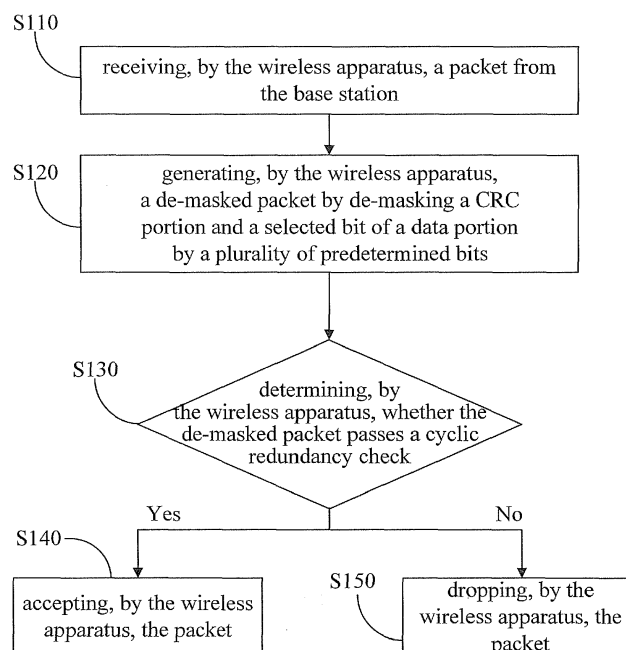 S110
receiving, by the wireless apparatus, a packet from
the base station
S120
generating, by the wireless apparatus,
a de-masked packet by de-masking a CRC
portion and a selected bit of a data portion
by a plurality of predetermined bits
S130
determining, by
the wireless apparatus, whether the
de-masked packet passes a cyclic
redundancy check
Yes
No
S140
accepting, by the wireless
apparatus, the packet
S150
dropping, by the
wireless apparatus, the
packet